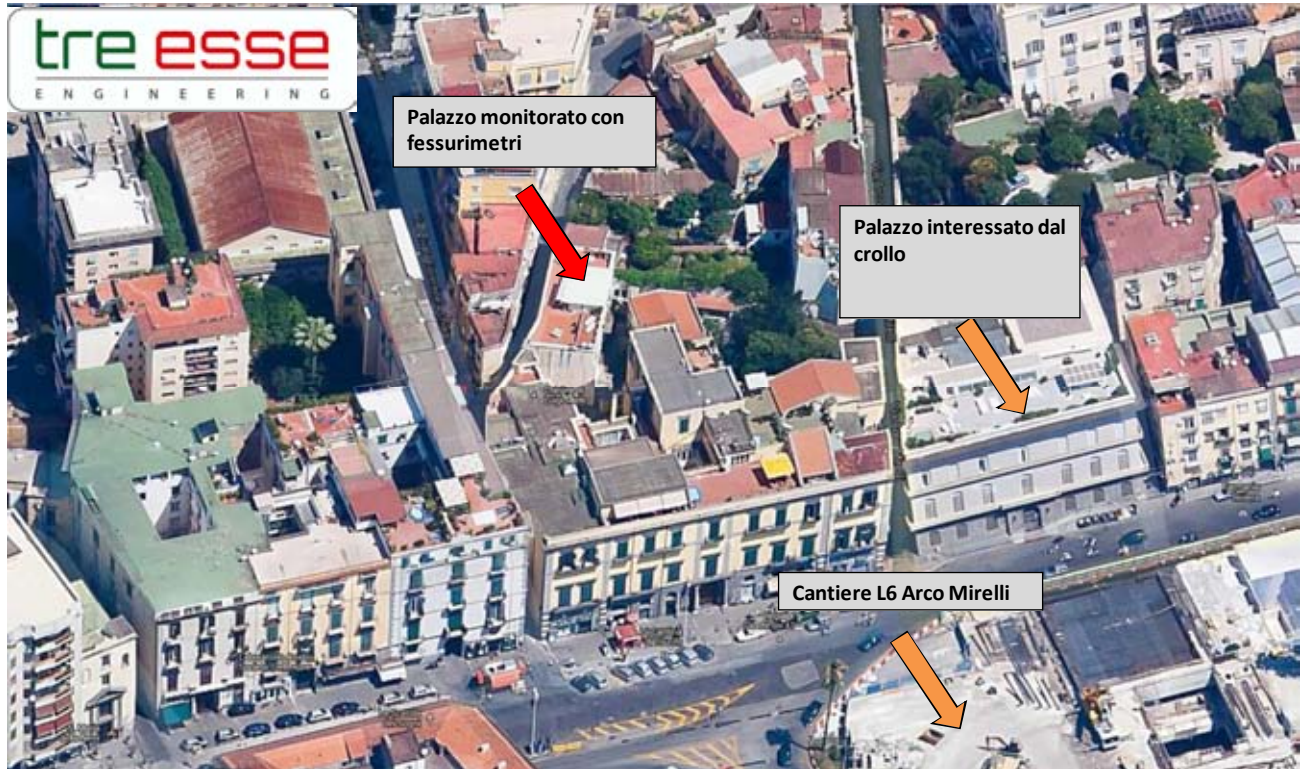 tre esse
ENGINEERING
Palazzo monitorato con
fessurimetri
Palazzo interessato dal
crollo
Cantiere L6 Arco Mirelli